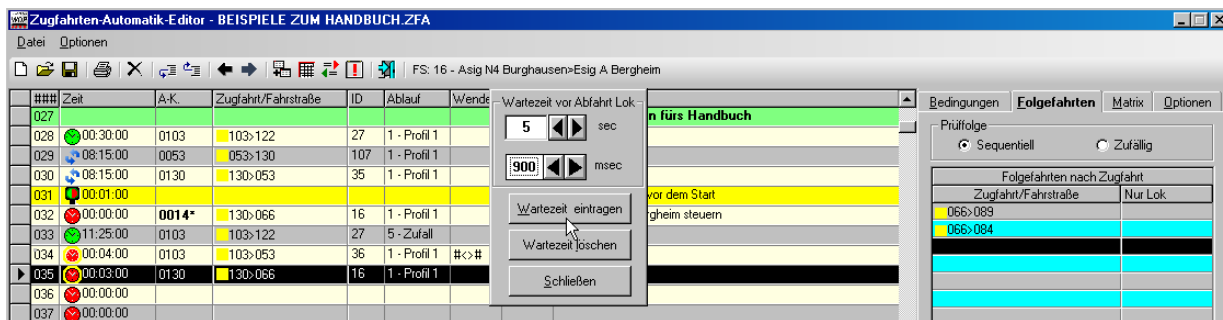 Zugfahrten-Automatik-Editor - BEISPIELE ZUM HANDBUCH.ZFA
Datei Optionen
FS: 16 - Asig N4 Burghausen>Esig A Bergheim
### Zeit A-K. Zugfahrt/Fahrstraße ID Ablauf Wende
027 n fürs Handbuch
028 00:30:00 0103 103>122 27 1 - Profil 1
029 08:15:00 0053 053>130 107 1 - Profil 1
030 08:15:00 0130 130>053 35 1 - Profil 1
031 00:01:00 vor dem Start
032 00:00:00 0014* 130>066 16 1 - Profil 1 rgheim steuern
033 11:25:00 0103 103>122 27 5 - Zufall
034 00:04:00 0103 103>053 36 1 - Profil 1 #<>#
035 00:03:00 0130 130>066 16 1 - Profil 1
036 00:00:00
037 00:00:00
Wartezeit vor Abfahrt Lok
5 sec
900 msec
Wartezeit eintragen
Wartezeit löschen
Schließen
Bedingungen Folgefahrten Matrix Optionen
Prüffolge
Sequentiell Zufällig
Folgefahrten nach Zugfahrt
Zugfahrt/Fahrstraße Nur Lok
066>089
066>084